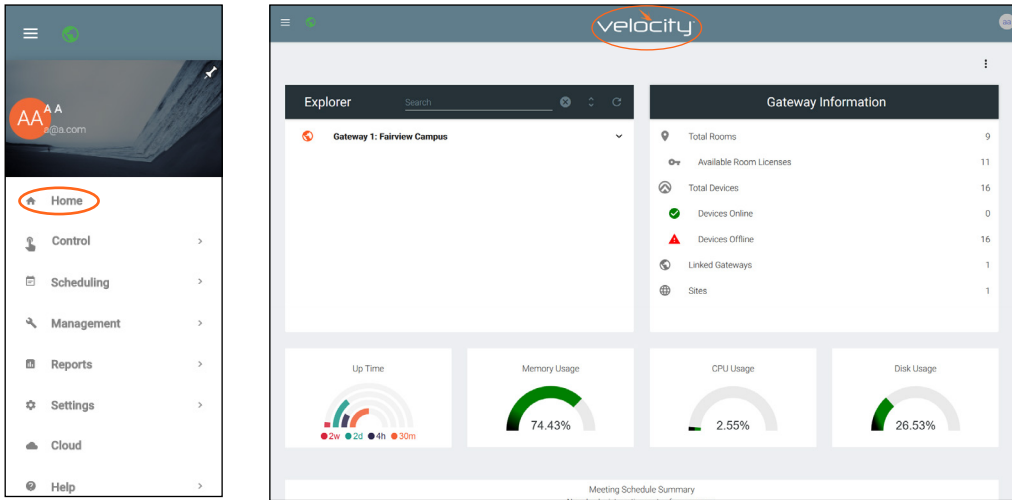 AA
A A
a@a.com
Home
Control
Scheduling
Management
Reports
Settings
Cloud
Help
velocity
aa
Explorer
Search
Gateway 1: Fairview Campus
Gateway Information
Total Rooms 9
Available Room Licenses 11
Total Devices 16
Devices Online 0
Devices Offline 16
Linked Gateways 1
Sites 1
Up Time
2w 2d 4h 30m
Memory Usage
74.43%
CPU Usage
2.55%
Disk Usage
26.53%
Meeting Schedule Summary